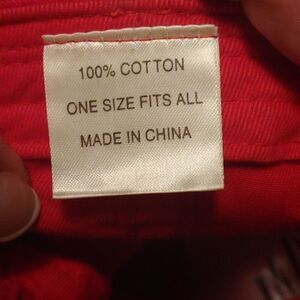 100% COTTON
ONE SIZE FITS ALL
MADE IN CHINA